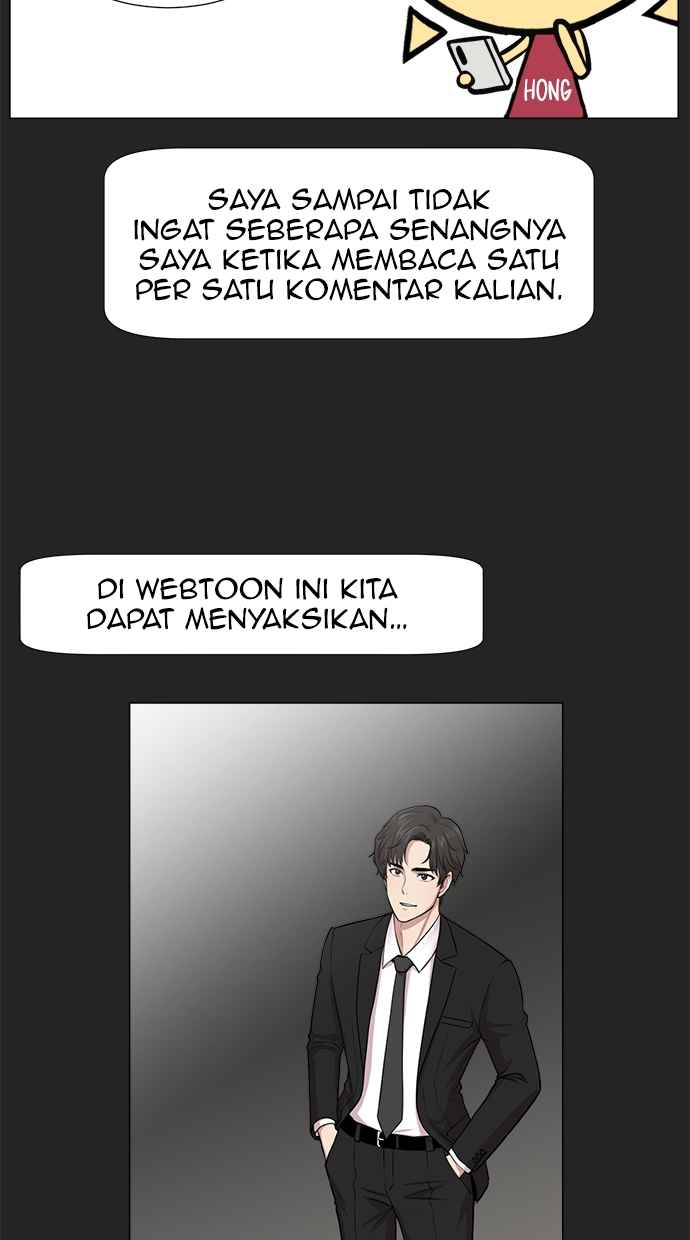 HONG
SAYA SAMPAI TIDAK
INGAT SEBERAPA SENANGNYA
SAYA KETIKA MEMBACA SATU
PER SATU KOMENTAR KALIAN.
DI WEBTOON INI KITA
DAPAT MENYAKSIKAN...